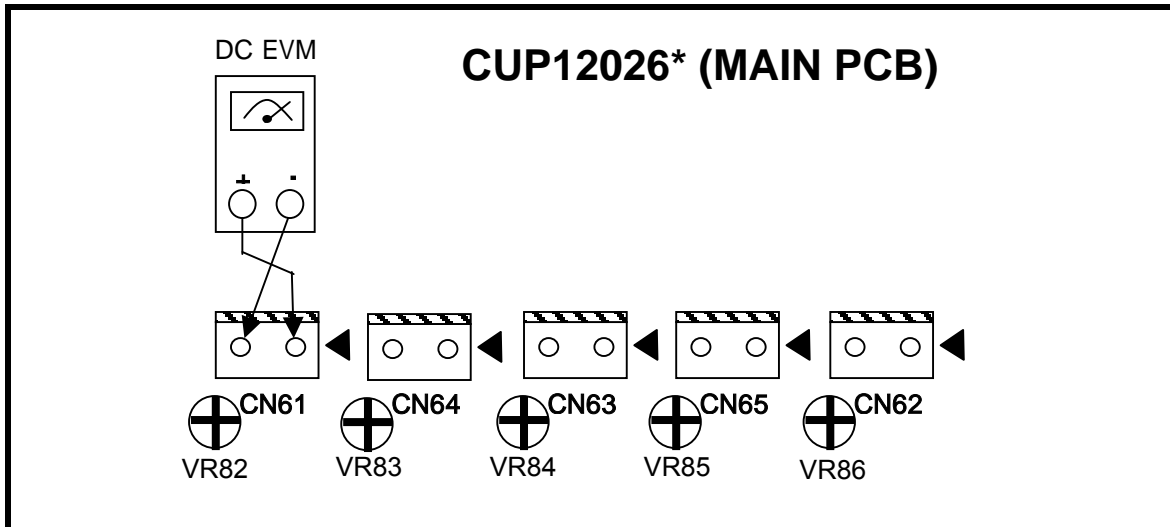 DC EVM
CUP12026* (MAIN PCB)
+ -
CN61 CN64 CN63 CN65 CN62
VR82 VR83 VR84 VR85 VR86